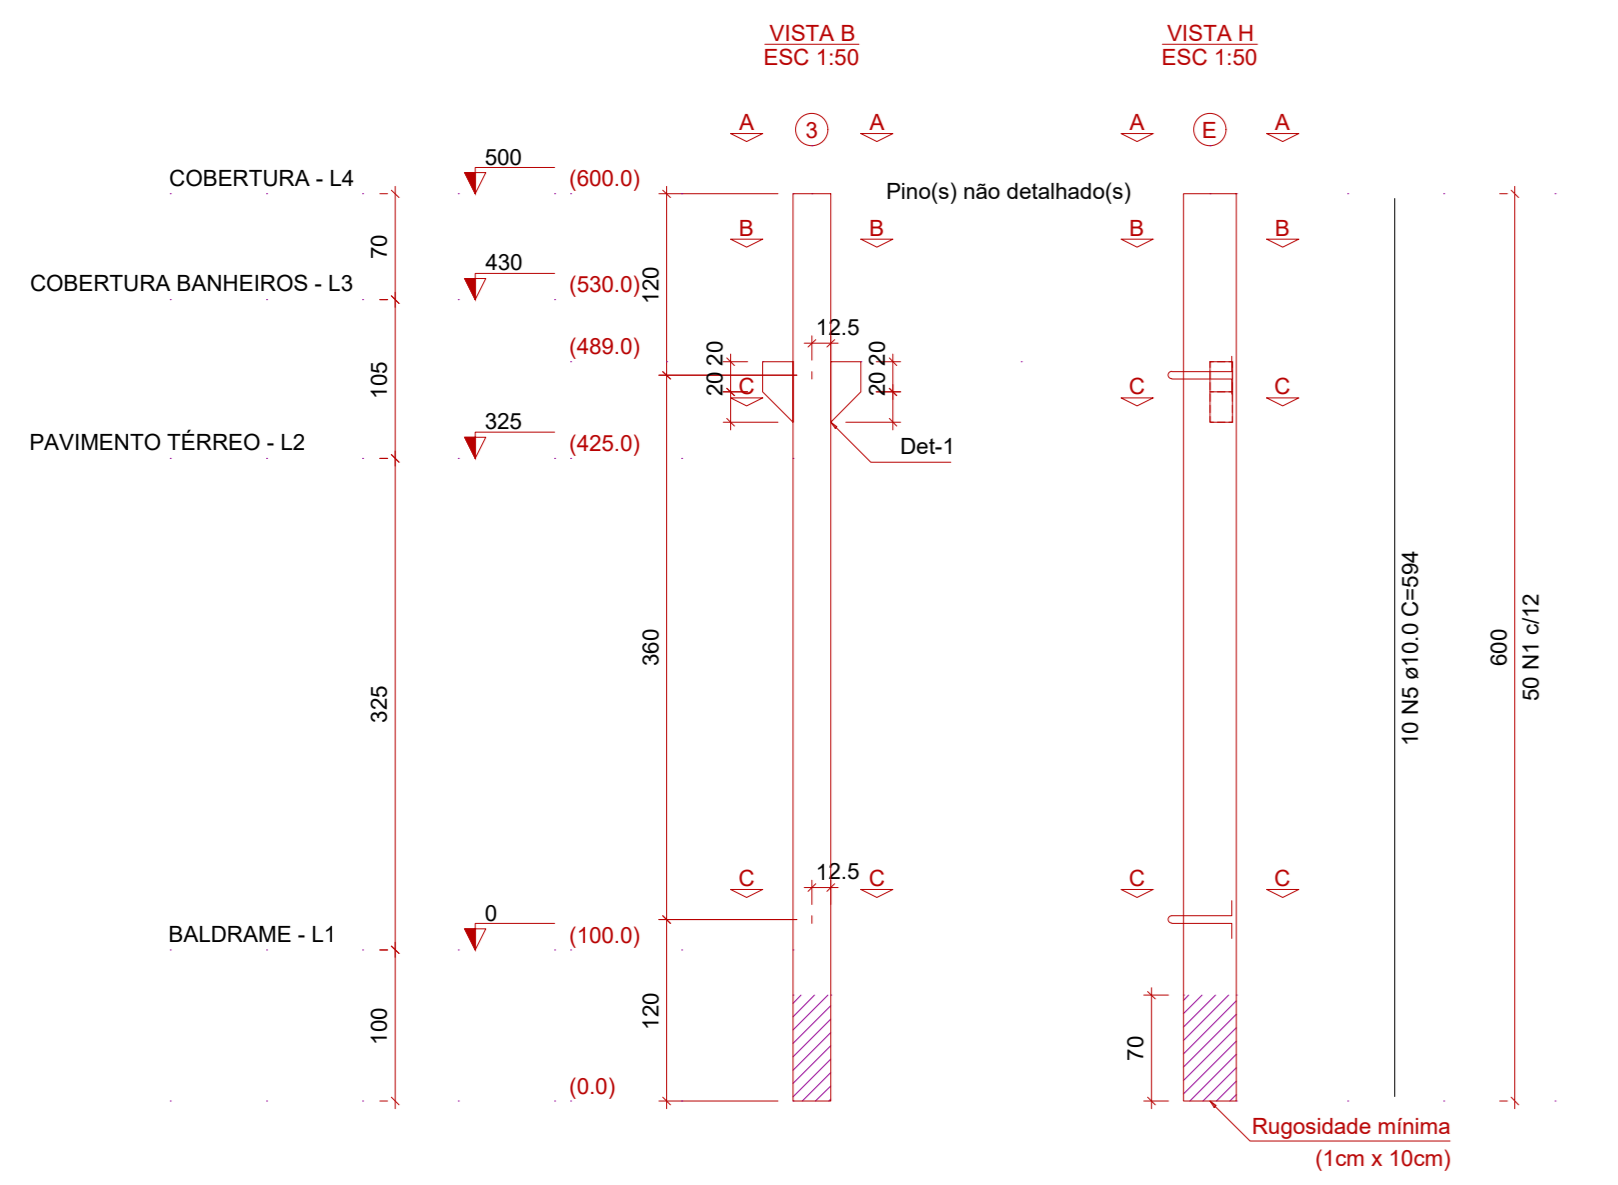 VISTA B
ESC 1:50
VISTA H
ESC 1:50
A
3
A
A
E
A
COBERTURA - L4
500
(600.0)
Pino(s) não detalhado(s)
B
B
B
B
70
COBERTURA BANHEIROS - L3
430
(530.0)
120
12.5
(489.0)
20
20
20
20
105
C
C
C
PAVIMENTO TÉRREO - L2
325
(425.0)
Det-1
325
360
10 N5 ø10.0 C=594
600
50 N1 c/12
12.5
C
C
C
C
BALDRAME - L1
0
(100.0)
100
120
70
(0.0)
Rugosidade mínima
(1cm x 10cm)